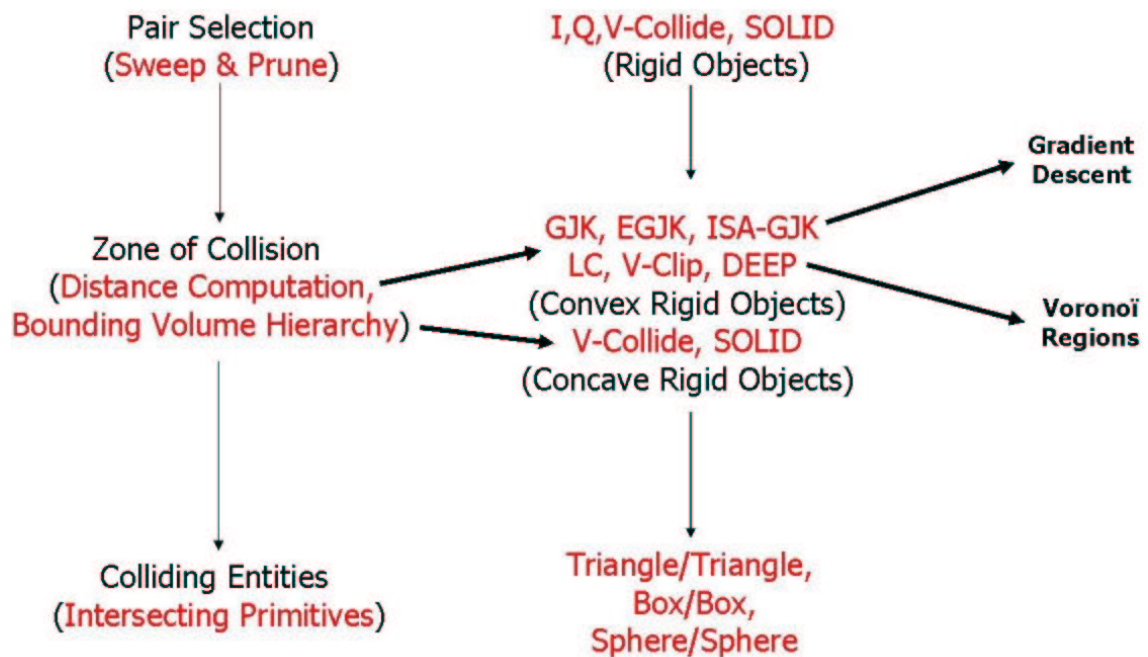 Pair Selection
(Sweep & Prune)
I,Q,V-Collide, SOLID
(Rigid Objects)
Gradient
Descent
Zone of Collision
(Distance Computation,
Bounding Volume Hierarchy)
GJK, EGJK, ISA-GJK
LC, V-Clip, DEEP
(Convex Rigid Objects)
V-Collide, SOLID
(Concave Rigid Objects)
Voronoï
Regions
Colliding Entities
(Intersecting Primitives)
Triangle/Triangle,
Box/Box,
Sphere/Sphere